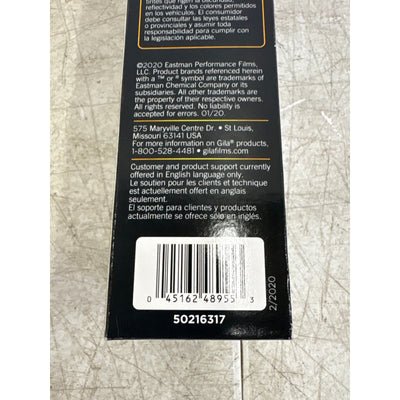 tintes que rigen la oscuridad,
reflectividad y los colores permitidos
en los vehículos. El consumidor
debe consultar las leyes estatales
o provinciales y asumir toda
responsabilidad para cumplir con
la legislación aplicable.
©2020 Eastman Performance Films,
LLC. Product brands referenced herein
with a ™ or ® symbol are trademarks of
Eastman Chemical Company or its
subsidiaries. All other trademarks are
the property of their respective owners.
All rights reserved. No liability is
accepted for errors. 01/20.
575 Maryville Centre Dr. • St Louis,
Missouri 63141 USA
For more information on Gila® products,
1-800-528-4481 • gilafilms.com
Customer and product support currently
offered in English language only.
Le soutien pour les clients et technique
est actuellement offert en anglais
seulement.
El soporte para clientes y productos
actualmente se ofrece sólo en inglés.
0 45162 48955 3
50216317
2/2020